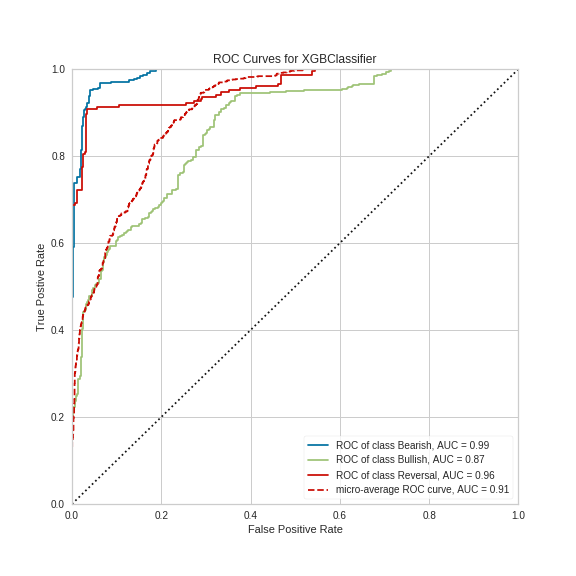 ROC Curves for XGBClassifier
1.0
0.8
0.6
0.4
0.2
0.0
True Positive Rate
ROC of class Bearish, AUC = 0.99
ROC of class Bullish, AUC = 0.87
ROC of class Reversal, AUC = 0.96
micro-average ROC curve, AUC = 0.91
0.0 0.2 0.4 0.6 0.8 1.0
False Positive Rate